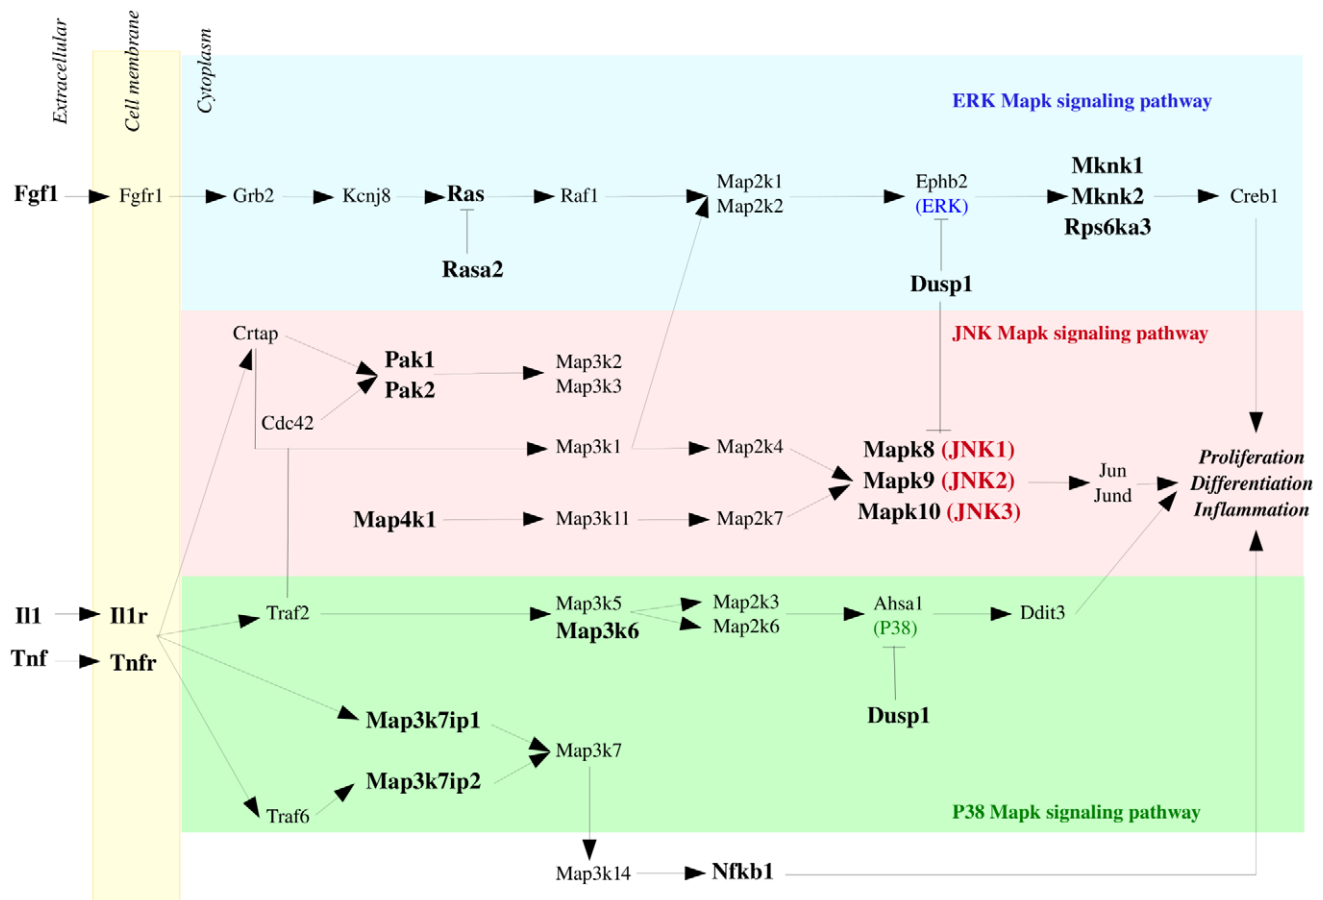 Extracellular
Cell membrane
Cytoplasm
ERK Mapk signaling pathway
Fgf1
Fgfr1
Grb2
Kcnj8
Ras
Raf1
Map2k1
Map2k2
Ephb2
(ERK)
Mknk1
Mknk2
Rps6ka3
Creb1
Rasa2
Dusp1
JNK Mapk signaling pathway
Crtap
Pak1
Pak2
Map3k2
Map3k3
Cdc42
Map3k1
Map2k4
Mapk8 (JNK1)
Mapk9 (JNK2)
Mapk10 (JNK3)
Jun
Jund
Proliferation
Differentiation
Inflammation
Map4k1
Map3k11
Map2k7
Il1
Il1r
Tnf
Tnfr
Traf2
Map3k5
Map3k6
Map2k3
Map2k6
Ahsa1
(P38)
Ddit3
Dusp1
Map3k7ip1
Map3k7
Map3k7ip2
Traf6
P38 Mapk signaling pathway
Map3k14
Nfkb1